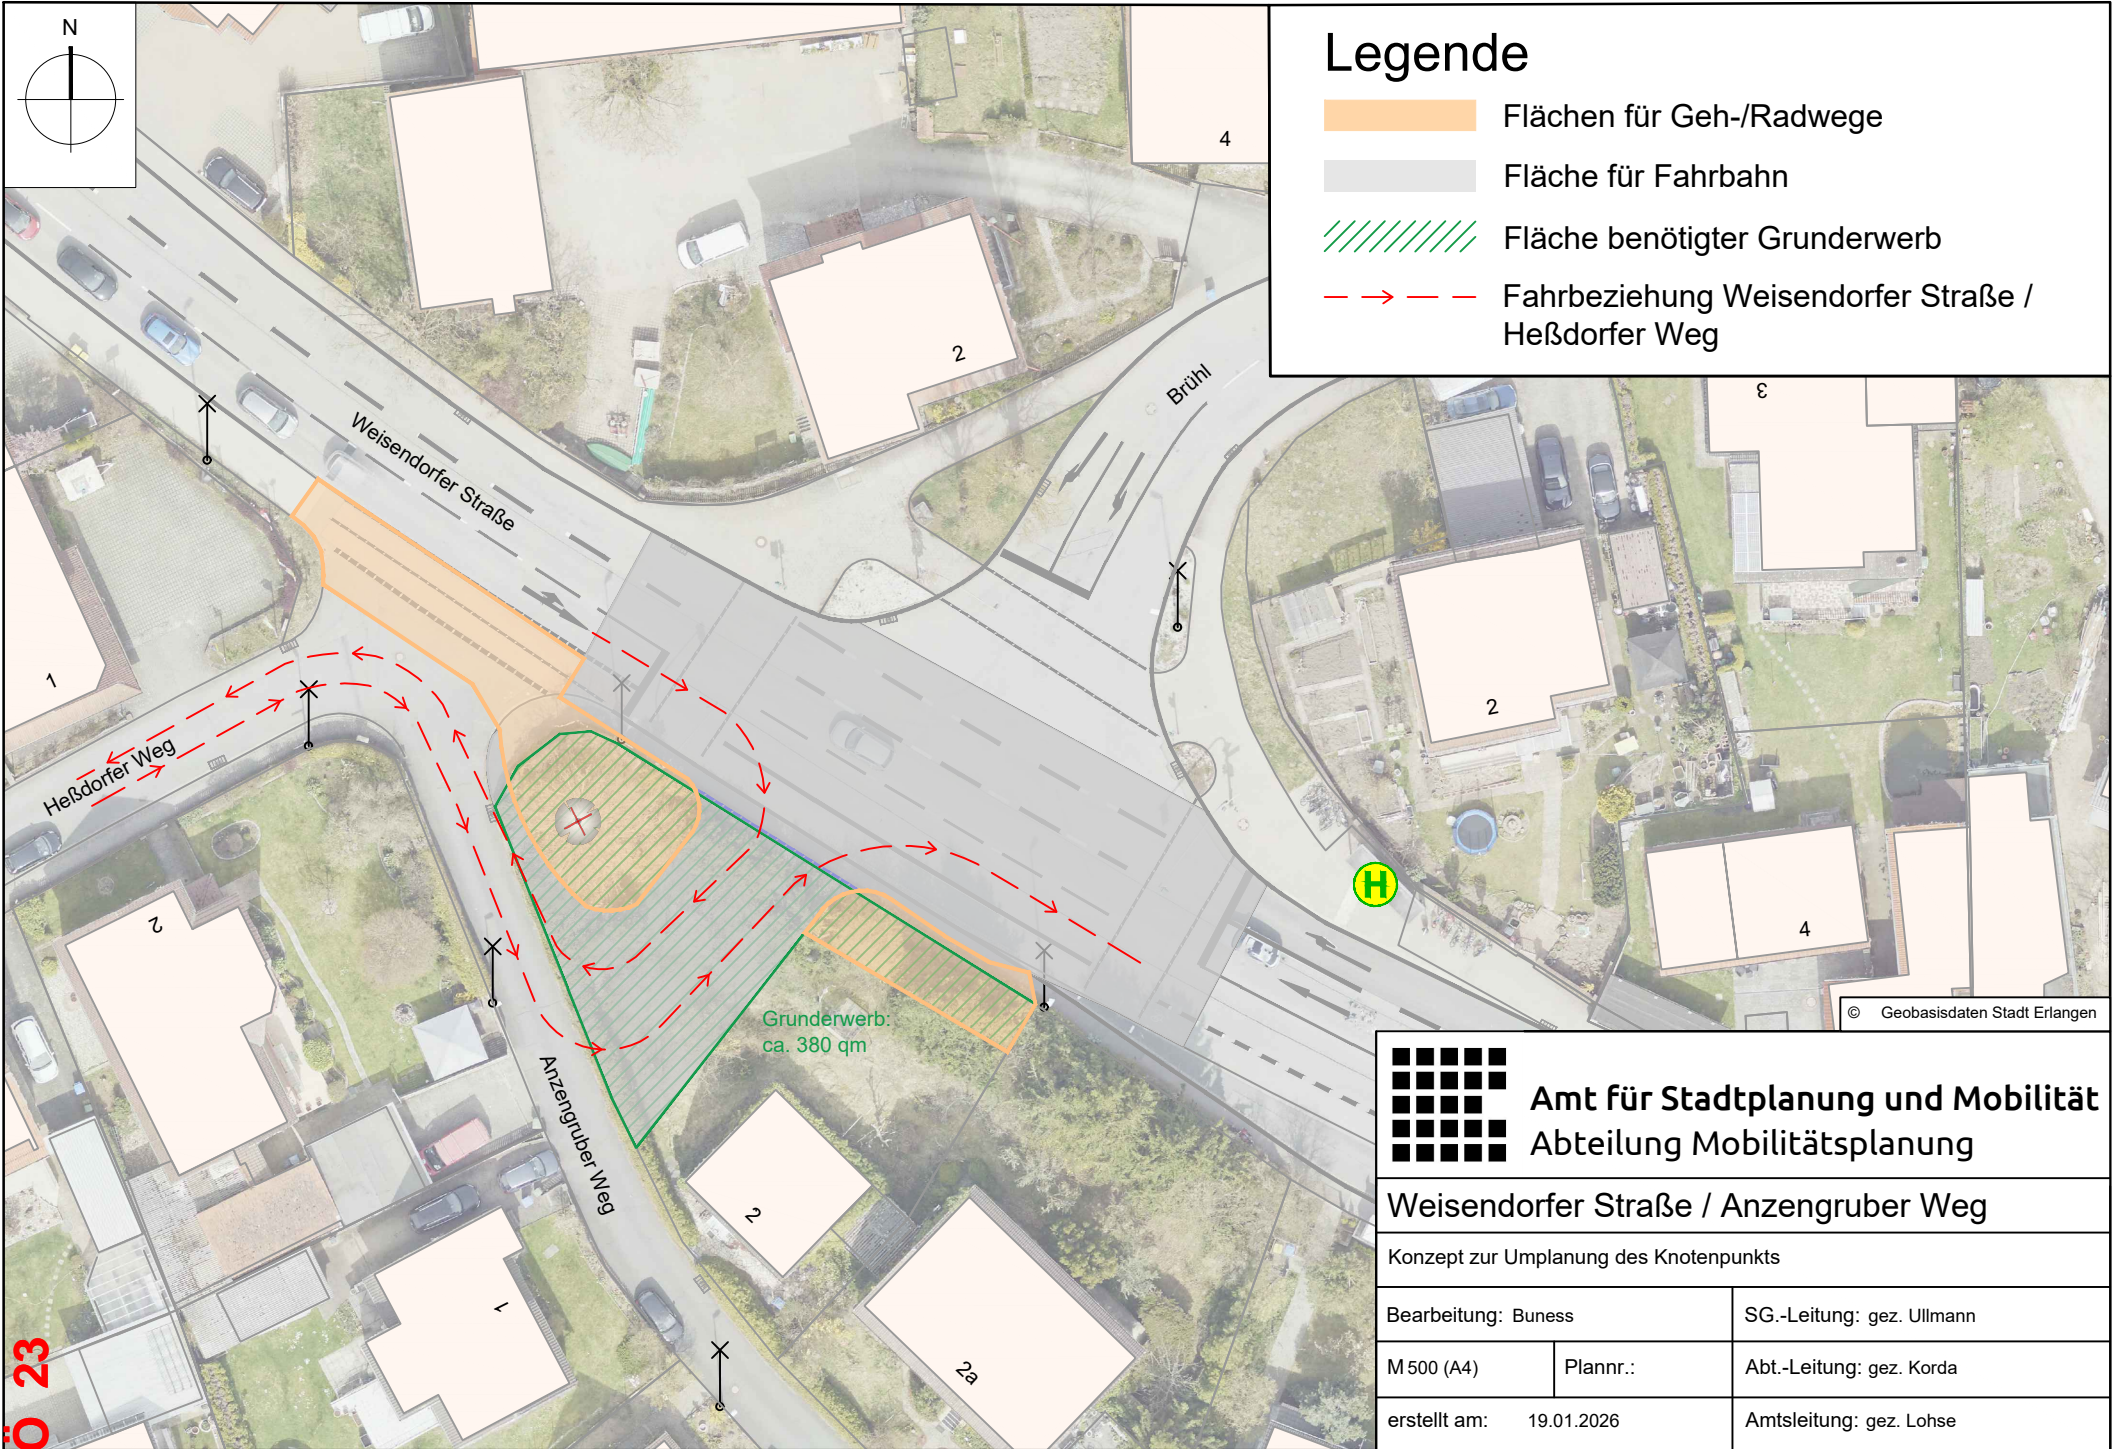 N
Legende
Flächen für Geh-/Radwege
Fläche für Fahrbahn
Fläche benötigter Grunderwerb
Fahrbeziehung Weisendorfer Straße /
Heßdorfer Weg
4
2
3
Brühl
Weisendorfer Straße
1
2
Heßdorfer Weg
H
2
4
Grunderwerb:
ca. 380 qm
Anzengruber Weg
2
1
2a
Ö 23
© Geobasisdaten Stadt Erlangen
Amt für Stadtplanung und Mobilität
Abteilung Mobilitätsplanung
Weisendorfer Straße / Anzengruber Weg
Konzept zur Umplanung des Knotenpunkts
Bearbeitung: Buness
SG.-Leitung: gez. Ullmann
M 500 (A4)
Plannr.:
Abt.-Leitung: gez. Korda
erstellt am: 19.01.2026
Amtsleitung: gez. Lohse